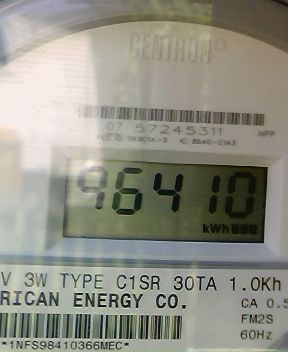 CENTRON
07 57245311
HPP
96410
kWh
V 3W TYPE C1SR 30TA 1.0Kh
RICAN ENERGY CO.
CA 0.5
FM2S
60Hz
*1NFS98410366MEC*